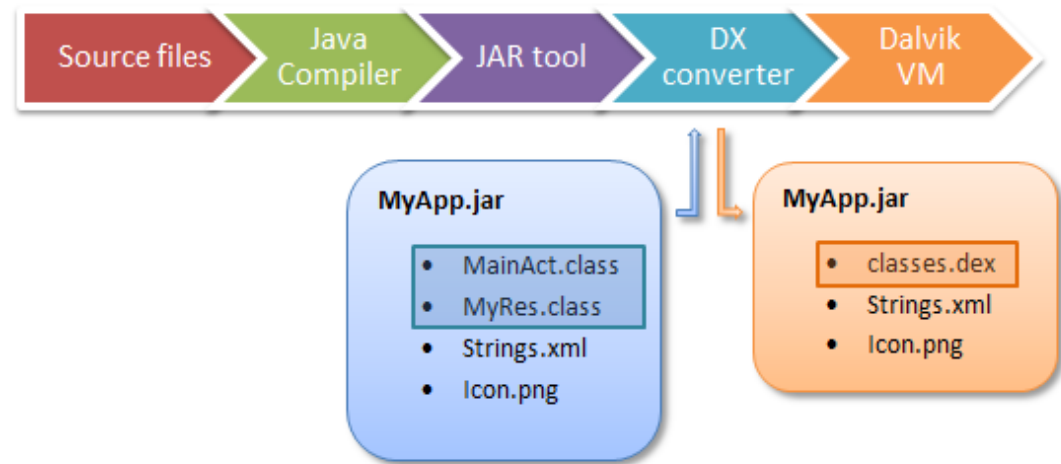 Source files
Java
Compiler
JAR tool
DX
converter
Dalvik
VM
MyApp.jar
• MainAct.class
• MyRes.class
• Strings.xml
• Icon.png
MyApp.jar
• classes.dex
• Strings.xml
• Icon.png